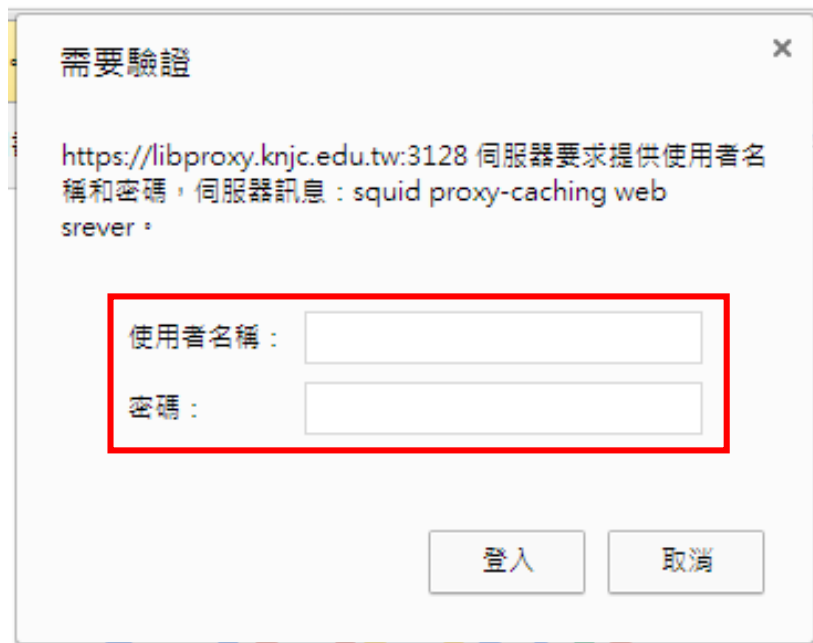 需要驗證
https://libproxy.knjc.edu.tw:3128 伺服器要求提供使用者名
稱和密碼，伺服器訊息：squid proxy-caching web
srever。
使用者名稱：
密碼：
登入 取消